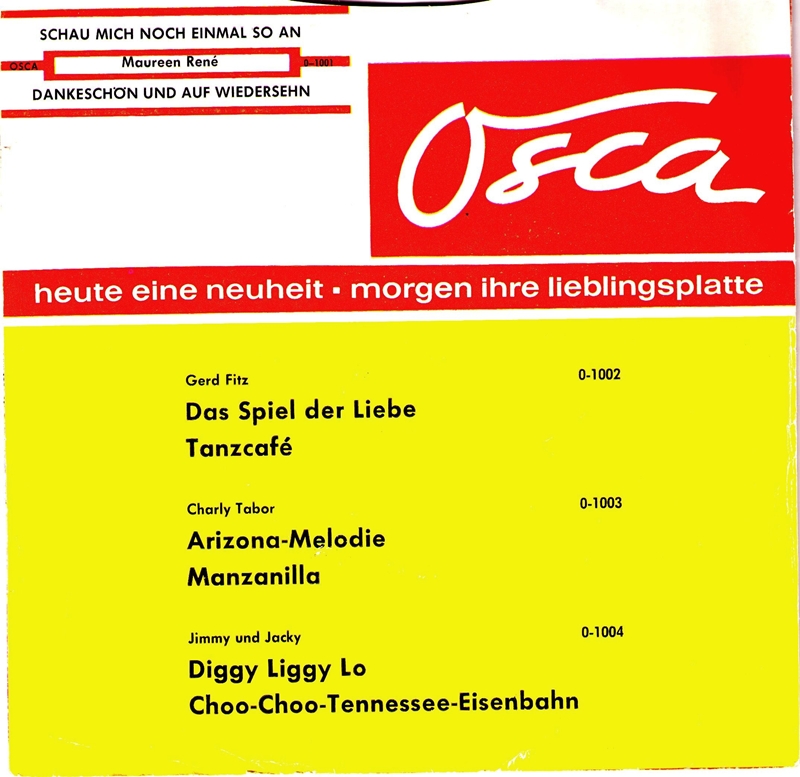 SCHAU MICH NOCH EINMAL SO AN
OSCA Maureen René 0-1001
DANKESCHÖN UND AUF WIEDERSEHN
Osca
heute eine neuheit · morgen ihre lieblingsplatte
Gerd Fitz 0-1002
Das Spiel der Liebe
Tanzcafé
Charly Tabor 0-1003
Arizona-Melodie
Manzanilla
Jimmy und Jacky 0-1004
Diggy Liggy Lo
Choo-Choo-Tennessee-Eisenbahn